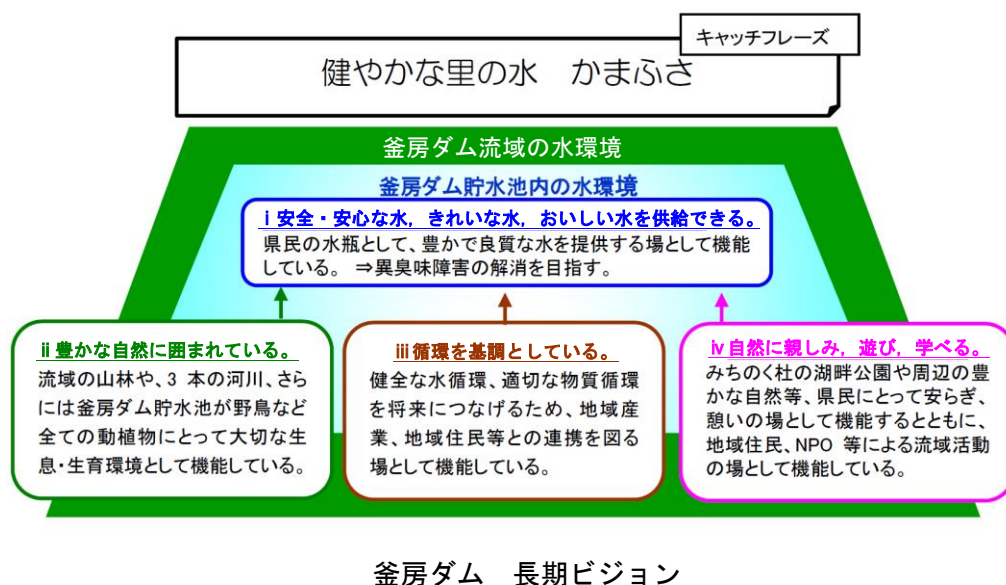 キャッチフレーズ
健やかな里の水　かまふさ
釜房ダム流域の水環境
釜房ダム貯水池内の水環境
ⅰ安全・安心な水，きれいな水，おいしい水を供給できる。
県民の水瓶として、豊かで良質な水を提供する場として機能
している。 ⇒異臭味障害の解消を目指す。
ⅱ豊かな自然に囲まれている。
流域の山林や、3 本の河川、さら
には釜房ダム貯水池が野鳥など
全ての動植物にとって大切な生
息・生育環境として機能している。
ⅲ循環を基調としている。
健全な水循環、適切な物質循環
を将来につなげるため、地域産
業、地域住民等との連携を図る
場として機能している。
ⅳ自然に親しみ，遊び，学べる。
みちのく杜の湖畔公園や周辺の豊
かな自然等、県民にとって安らぎ、
憩いの場として機能するとともに、
地域住民、NPO 等による流域活動
の場として機能している。
釜房ダム　長期ビジョン